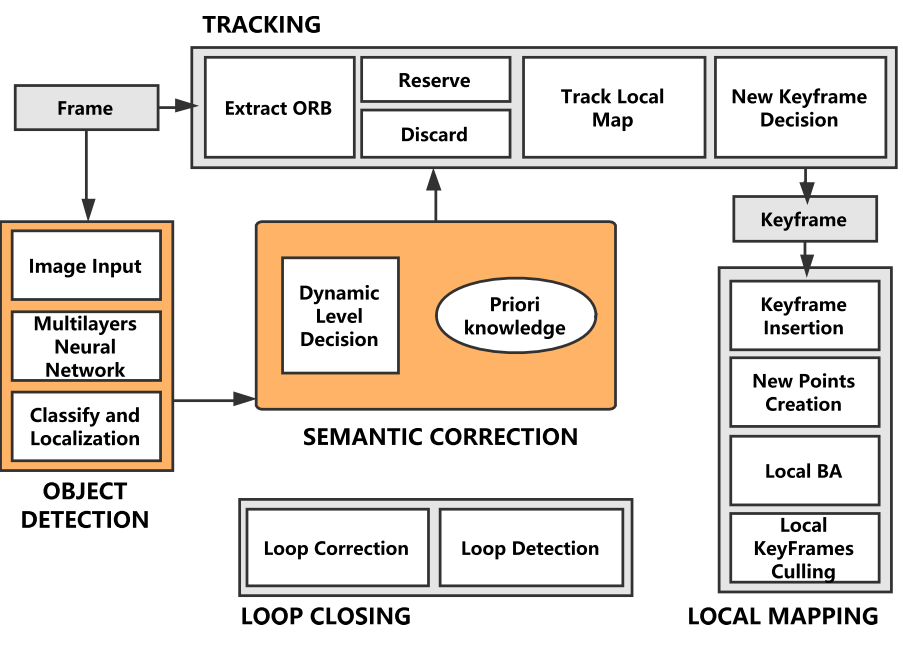 TRACKING
Frame
Extract ORB
Reserve
Discard
Track Local
Map
New Keyframe
Decision
Keyframe
Image Input
Multilayers
Neural
Network
Classify and
Localization
OBJECT
DETECTION
Dynamic
Level
Decision
Priori
knowledge
SEMANTIC CORRECTION
Keyframe
Insertion
New Points
Creation
Local BA
Local
KeyFrames
Culling
LOCAL MAPPING
Loop Correction
Loop Detection
LOOP CLOSING